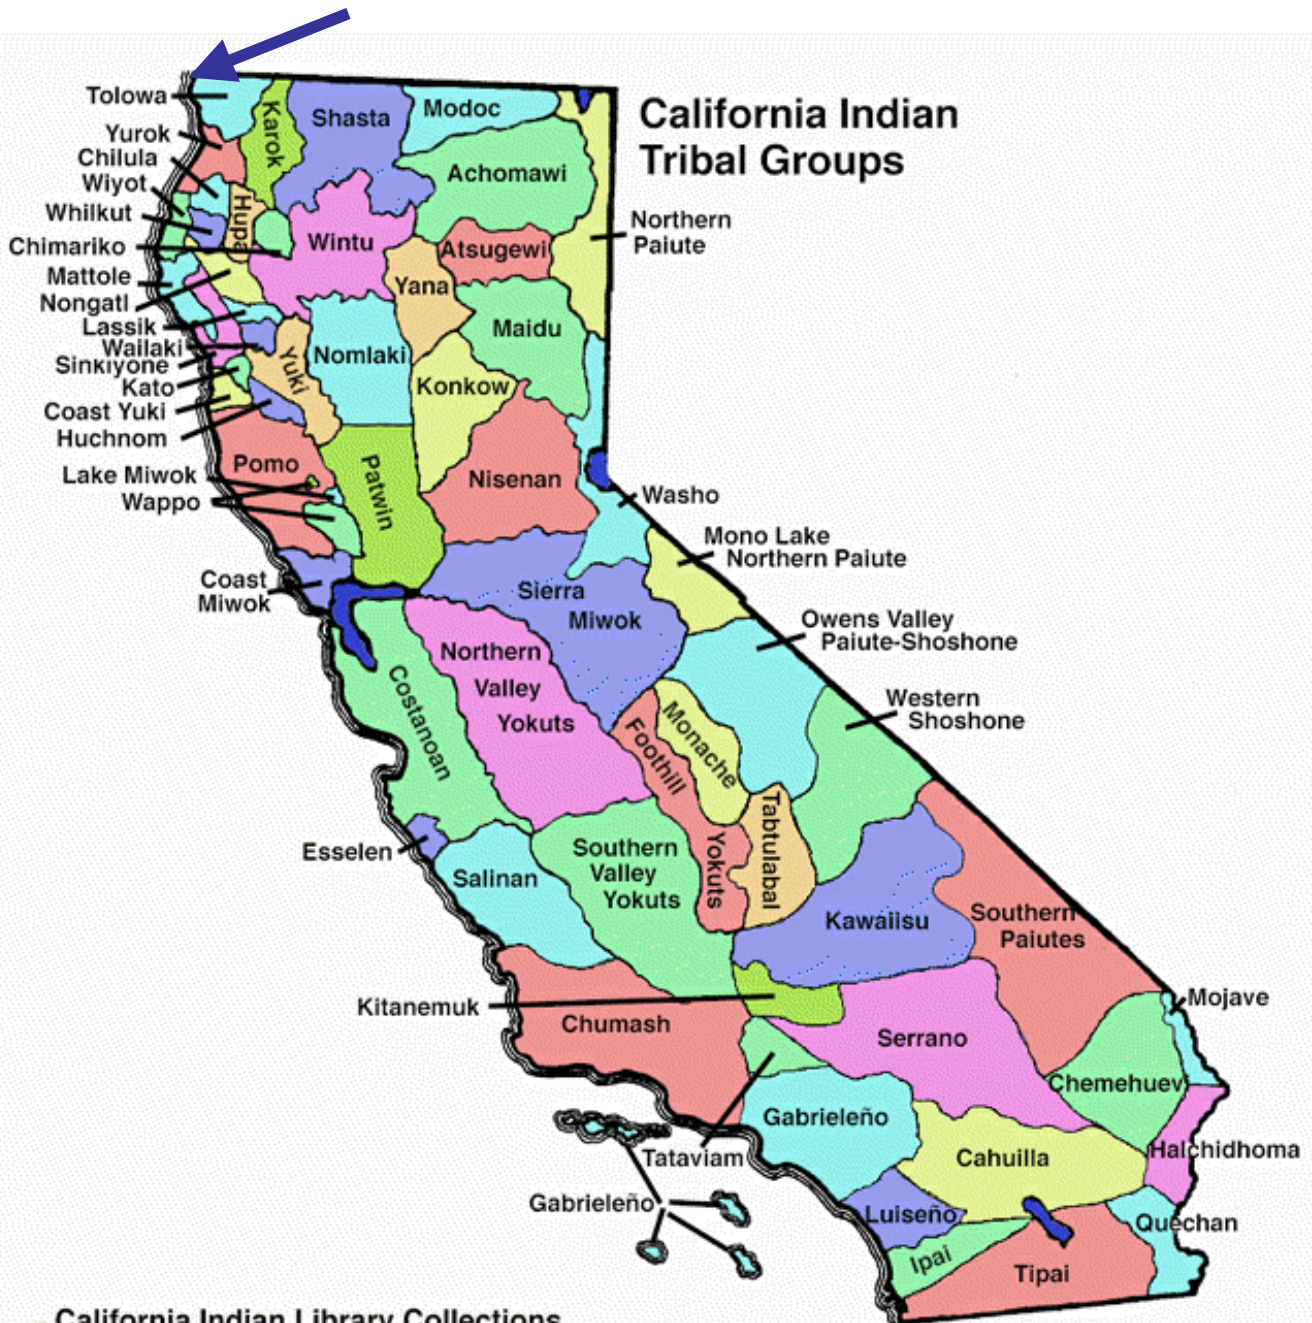 California Indian
Tribal Groups
Tolowa
Yurok
Chilula
Wiyot
Whilkut
Chimariko
Mattole
Nongatl
Lassik
Wailaki
Sinkiyone
Kato
Coast Yuki
Huchnom
Lake Miwok
Wappo
Coast
Miwok
Karok
Shasta
Modoc
Achomawi
Northern
Paiute
Hupa
Wintu
Atsugewi
Yana
Maidu
Nomlaki
Yuki
Konkow
Pomo
Patwin
Nisenan
Washo
Mono Lake
Northern Paiute
Sierra
Miwok
Owens Valley
Paiute-Shoshone
Northern
Valley
Yokuts
Costanoan
Western
Shoshone
Monache
Foothill
Yokuts
Tabtulabal
Esselen
Salinan
Southern
Valley
Yokuts
Kawaiisu
Southern
Paiutes
Kitanemuk
Chumash
Serrano
Mojave
Chemehuevi
Gabrieleño
Tataviam
Cahuilla
Halchidhoma
Gabrieleño
Luiseño
Quechan
Ipai
Tipai
California Indian Library Collections